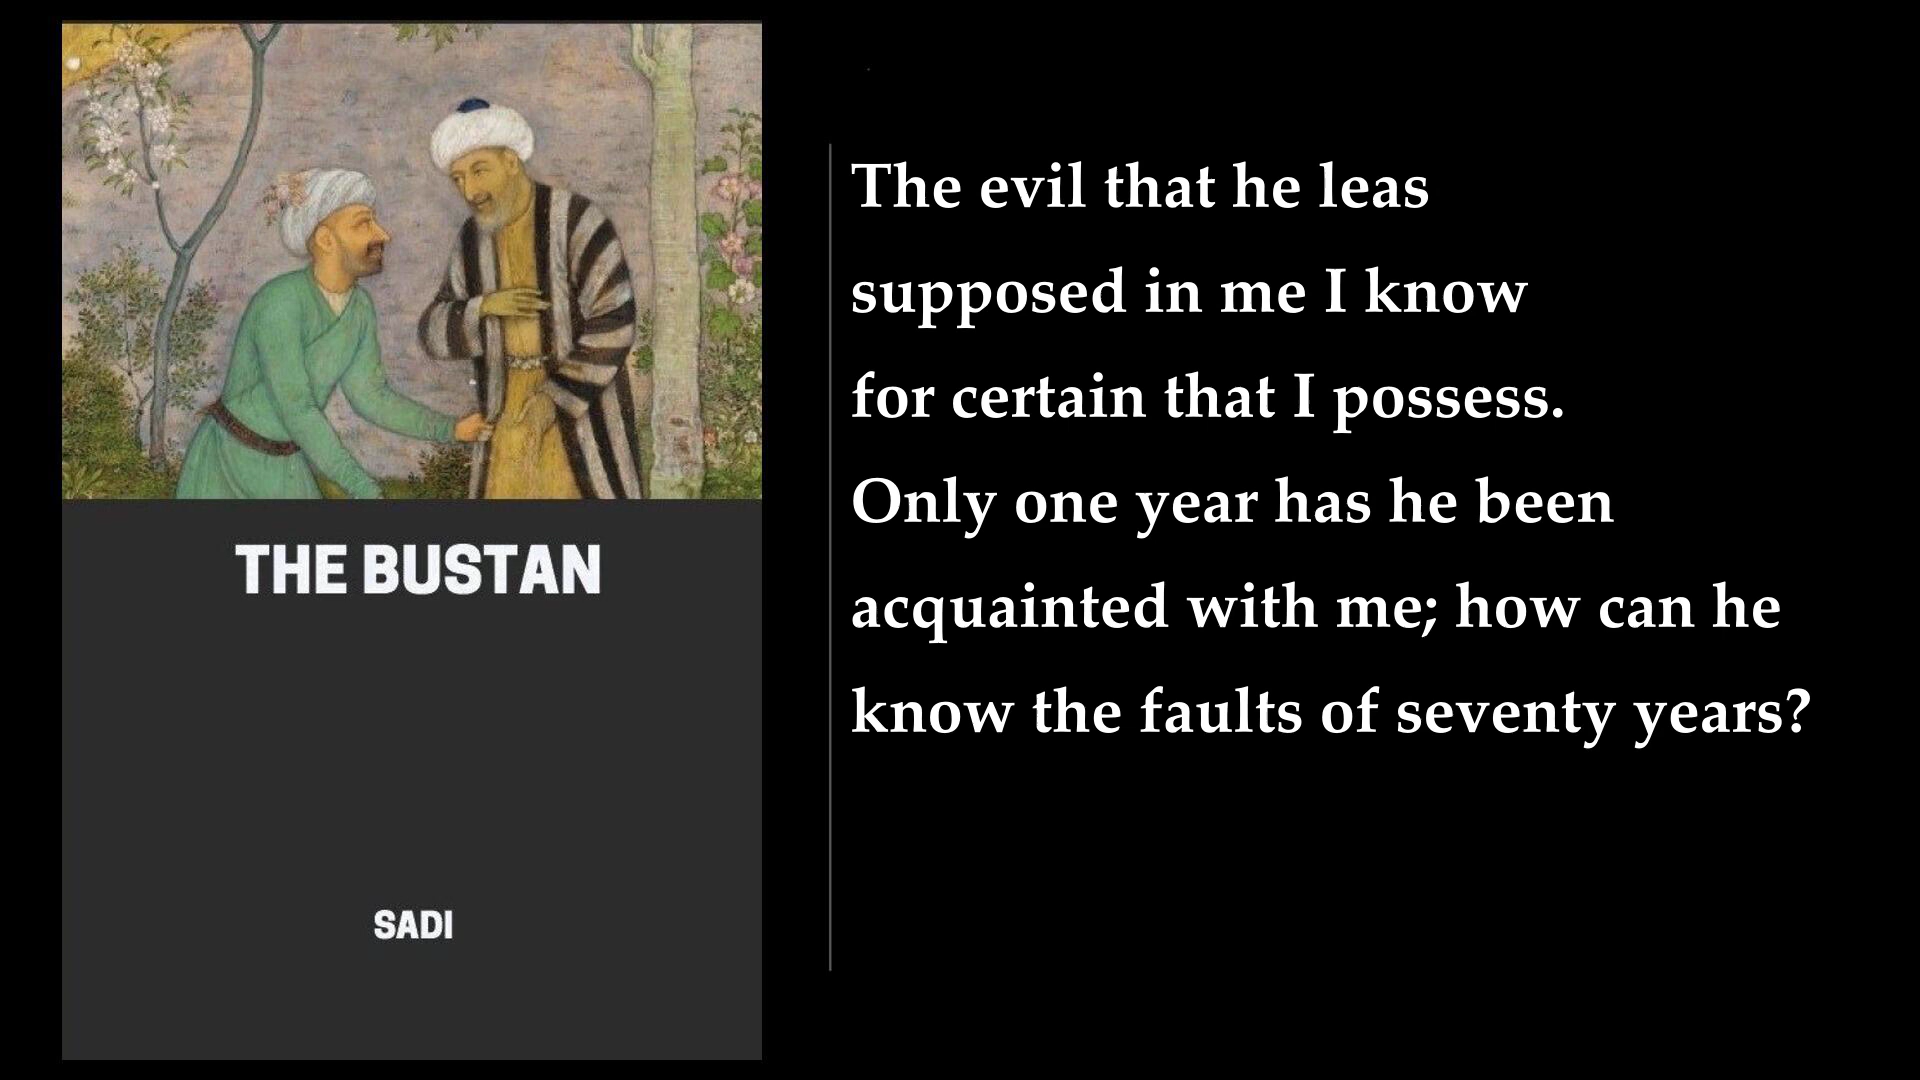 THE BUSTAN
SADI
The evil that he leas
supposed in me I know
for certain that I possess.
Only one year has he been
acquainted with me; how can he
know the faults of seventy years?